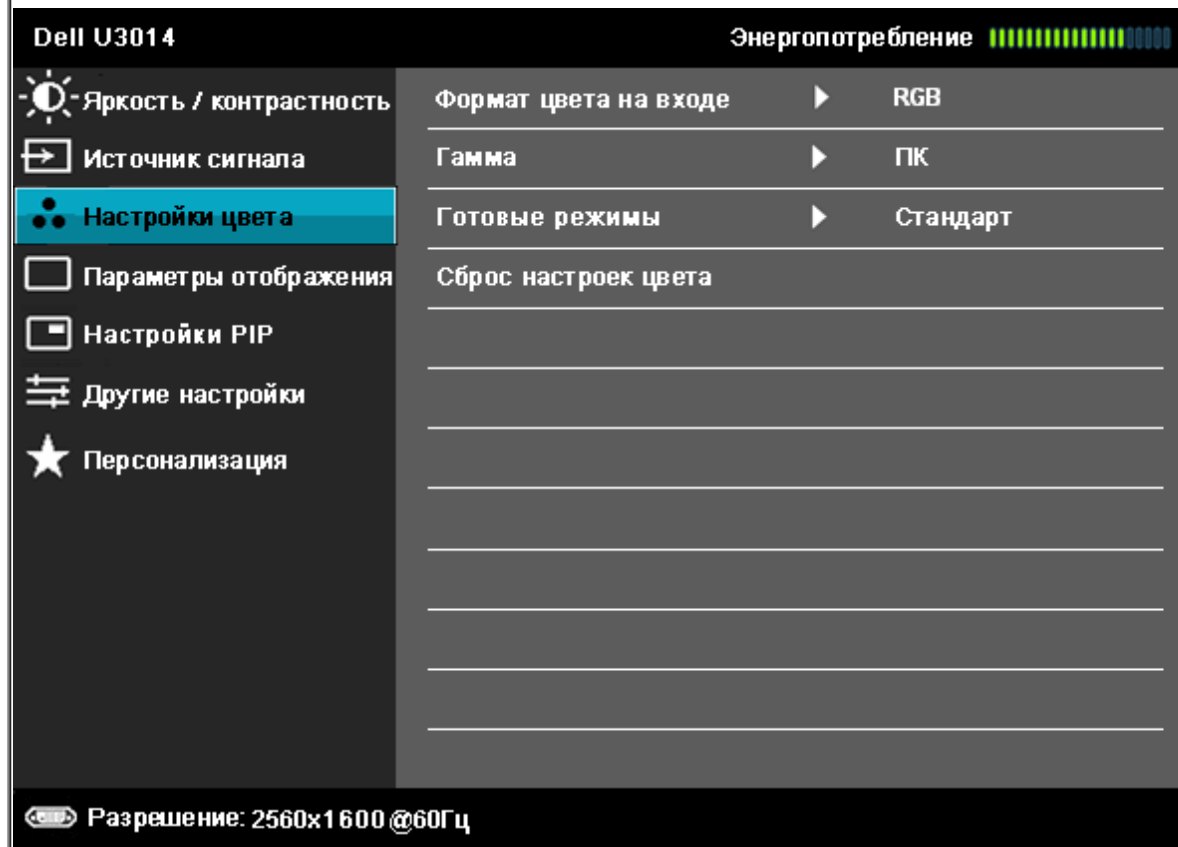 Dell U3014 Энергопотребление
Яркость / контрастность Формат цвета на входе RGB
Источник сигнала Гамма ПК
Настройки цвета Готовые режимы Стандарт
Параметры отображения Сброс настроек цвета
Настройки PIP
Другие настройки
Персонализация
Разрешение: 2560x1600@60Гц